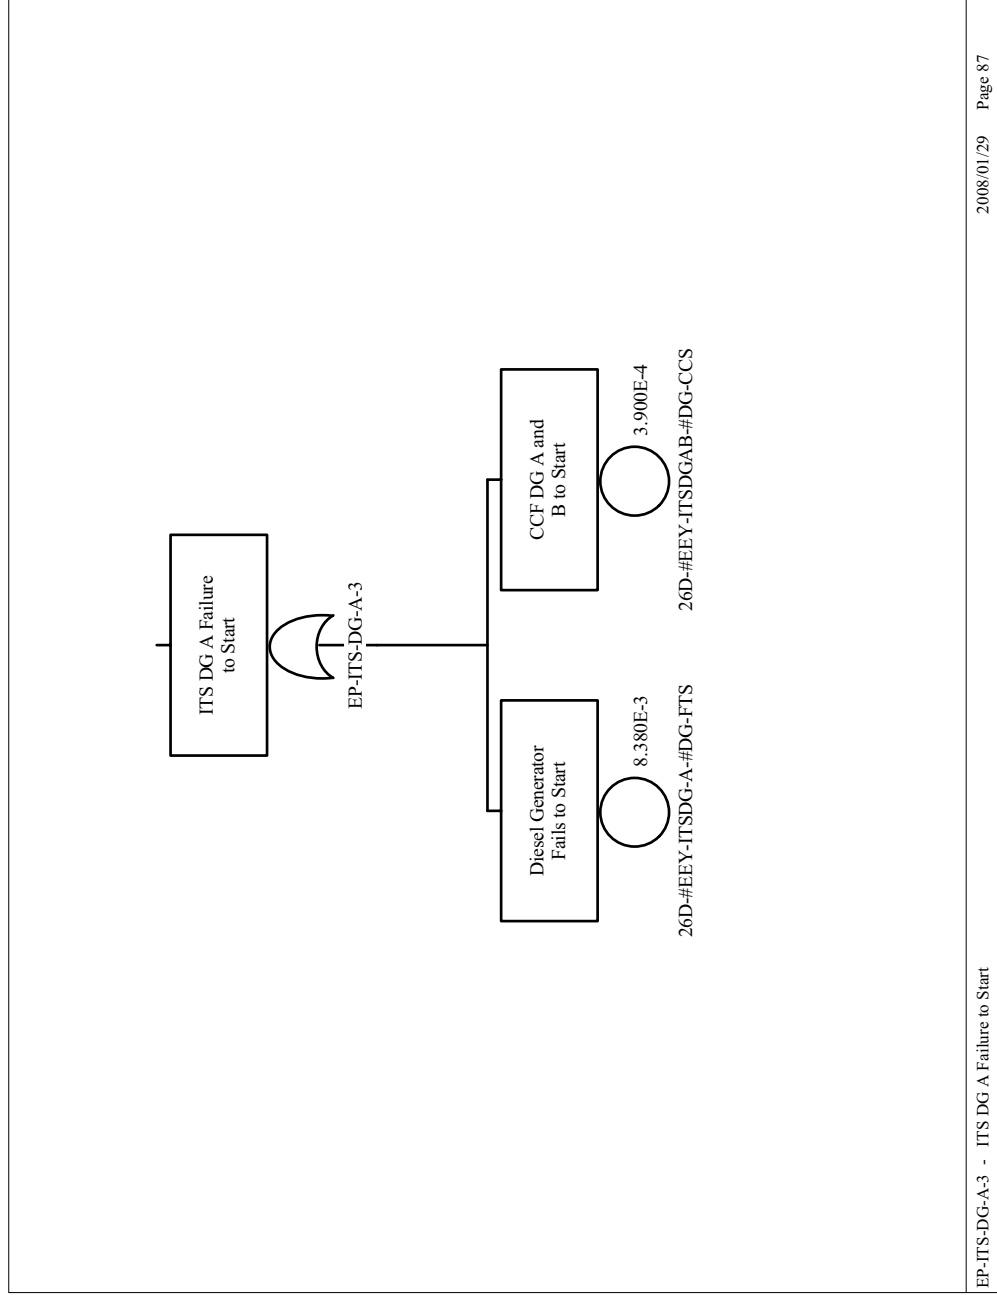 ITS DG A Failure
to Start
EP-ITS-DG-A-3
Diesel Generator
Fails to Start
8.380E-3
26D-#EEY-ITSDG-A-#DG-FTS
CCF DG A and
B to Start
3.900E-4
26D-#EEY-ITSDGAB-#DG-CCS
EP-ITS-DG-A-3 - ITS DG A Failure to Start
2008/01/29 Page 87